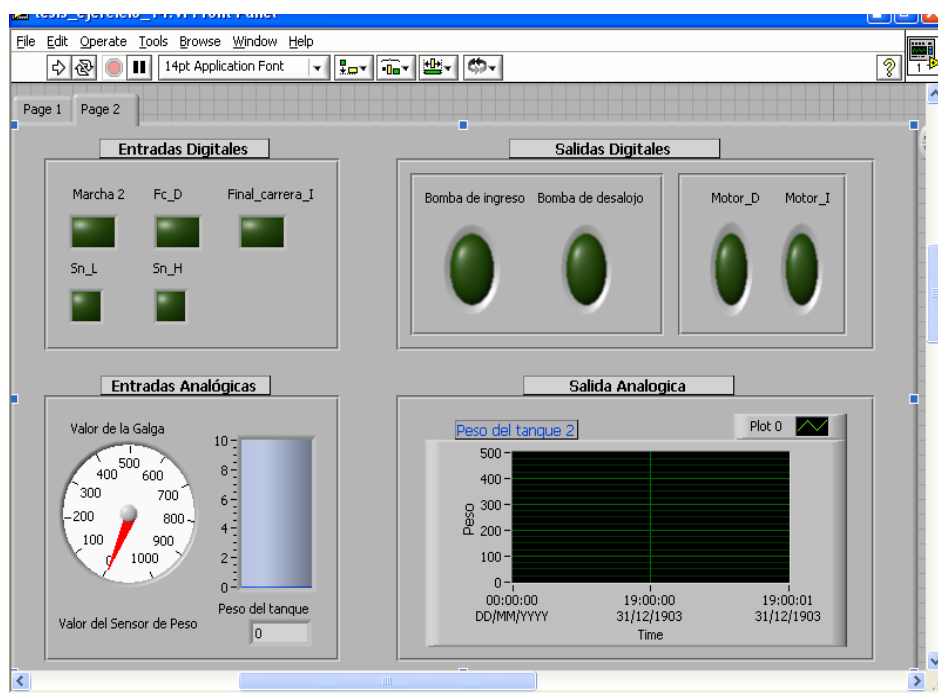 tesis_ejercicio_11.vi Front Panel
File Edit Operate Tools Browse Window Help
14pt Application Font
?
1
Page 1 Page 2
Entradas Digitales
Marcha 2 Fc_D Final_carrera_I
Sn_L Sn_H
Salidas Digitales
Bomba de ingreso Bomba de desalojo Motor_D Motor_I
Entradas Analógicas
Valor de la Galga
0 100 200 300 400 500 600 700 800 900 1000
Valor del Sensor de Peso
10
8
6
4
2
0
Peso del tanque
0
Salida Analogica
Peso del tanque 2
Plot 0
Peso
500
400
300
200
100
0
00:00:00 19:00:00 19:00:01
DD/MM/YYYY 31/12/1903 31/12/1903
Time